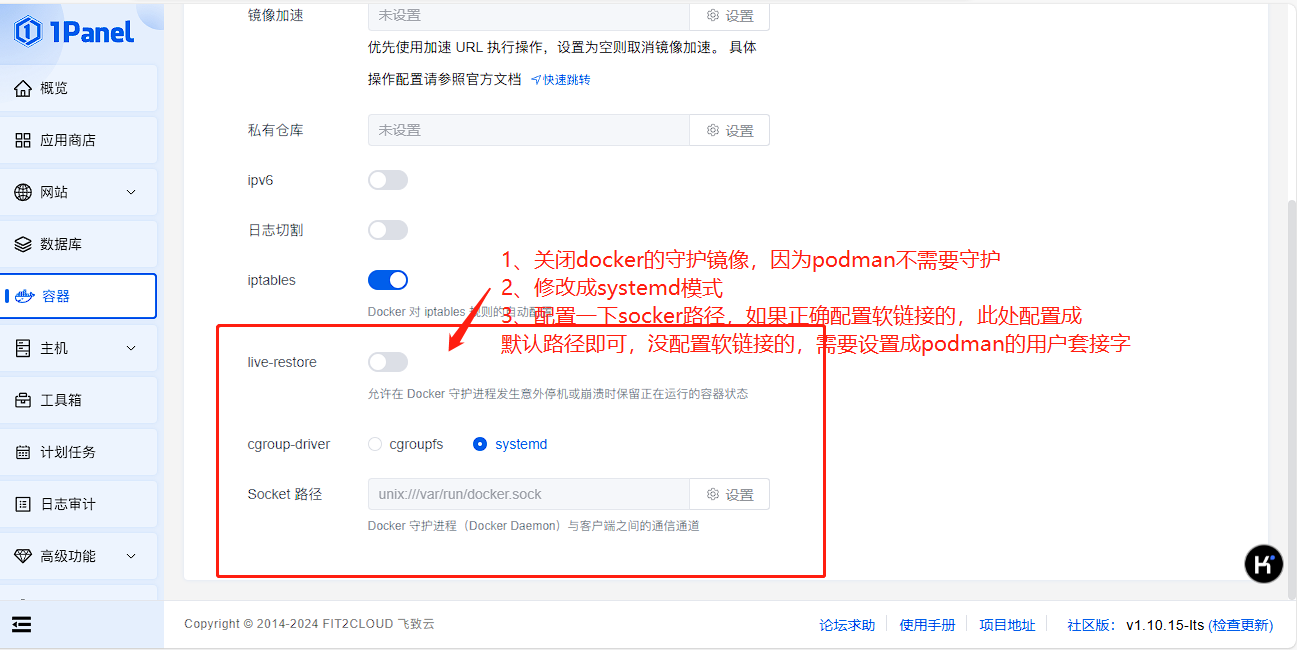 1Panel
概览
应用商店
网站
数据库
容器
主机
工具箱
计划任务
日志审计
高级功能
镜像加速
未设置
设置
优先使用加速 URL 执行操作，设置为空则取消镜像加速。 具体
操作配置请参照官方文档 快速跳转
私有仓库
未设置
设置
ipv6
日志切割
iptables
Docker 对 iptables 规则的自动配置
1、关闭docker的守护镜像，因为podman不需要守护
2、修改成systemd模式
3、配置一下socker路径，如果正确配置软链接的，此处配置成
默认路径即可，没配置软链接的，需要设置成podman的用户套接字
live-restore
允许在 Docker 守护进程发生意外停机或崩溃时保留正在运行的容器状态
cgroup-driver
cgroupfs
systemd
Socket 路径
unix:///var/run/docker.sock
设置
Docker 守护进程（Docker Daemon）与客户端之间的通信通道
Copyright © 2014-2024 FIT2CLOUD 飞致云
论坛求助
使用手册
项目地址
社区版： v1.10.15-lts (检查更新)